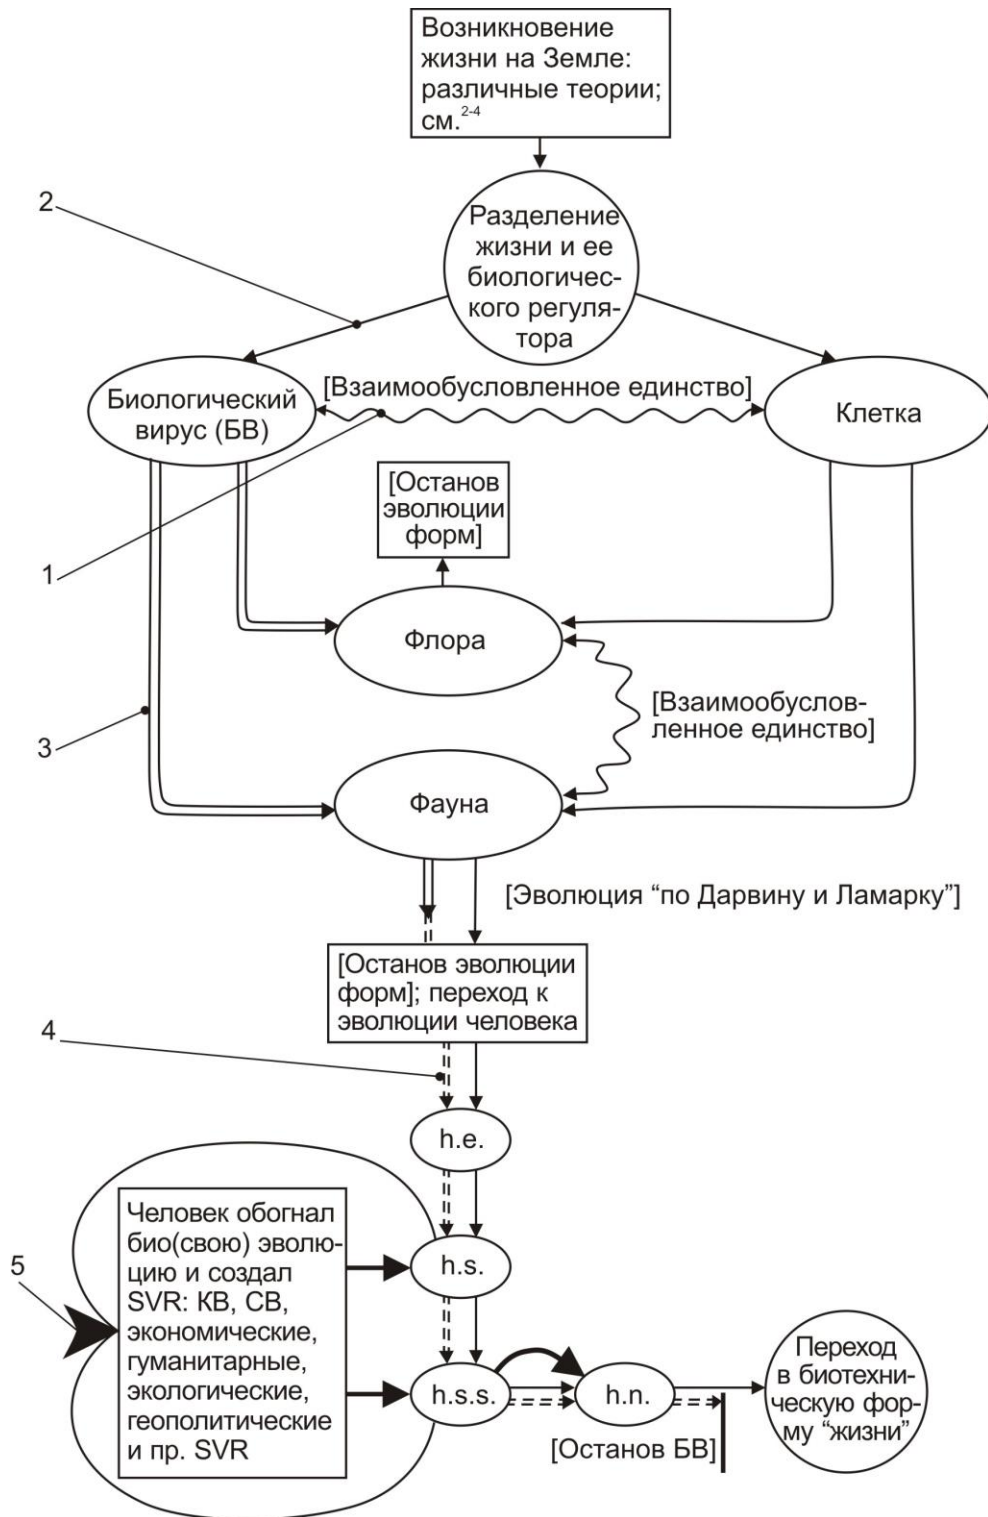 Возникновение
жизни на Земле:
различные теории;
см.²⁻⁴
2
Разделение
жизни и ее
биологичес-
кого регуля-
тора
[Взаимообусловленное единство]
Биологический
вирус (БВ)
Клетка
[Останов
эволюции
форм]
1
Флора
[Взаимообуслов-
ленное единство]
3
Фауна
[Эволюция “по Дарвину и Ламарку”]
[Останов эволюции
форм]; переход к
эволюции человека
4
h.e.
Человек обогнал
био(свою) эволю-
цию и создал
SVR: КВ, СВ,
экономические,
гуманитарные,
экологические,
геополитические
и пр. SVR
5
h.s.
h.s.s.
h.n.
[Останов БВ]
Переход
в биотехни-
ческую фор-
му “жизни”